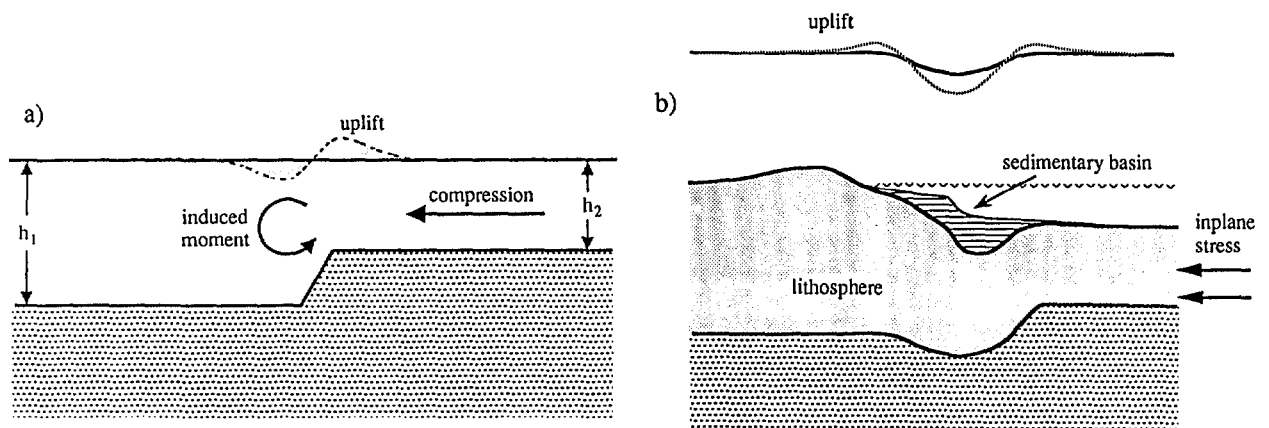 a)
uplift
h1
induced
moment
compression
h2
uplift
b)
sedimentary basin
lithosphere
inplane
stress